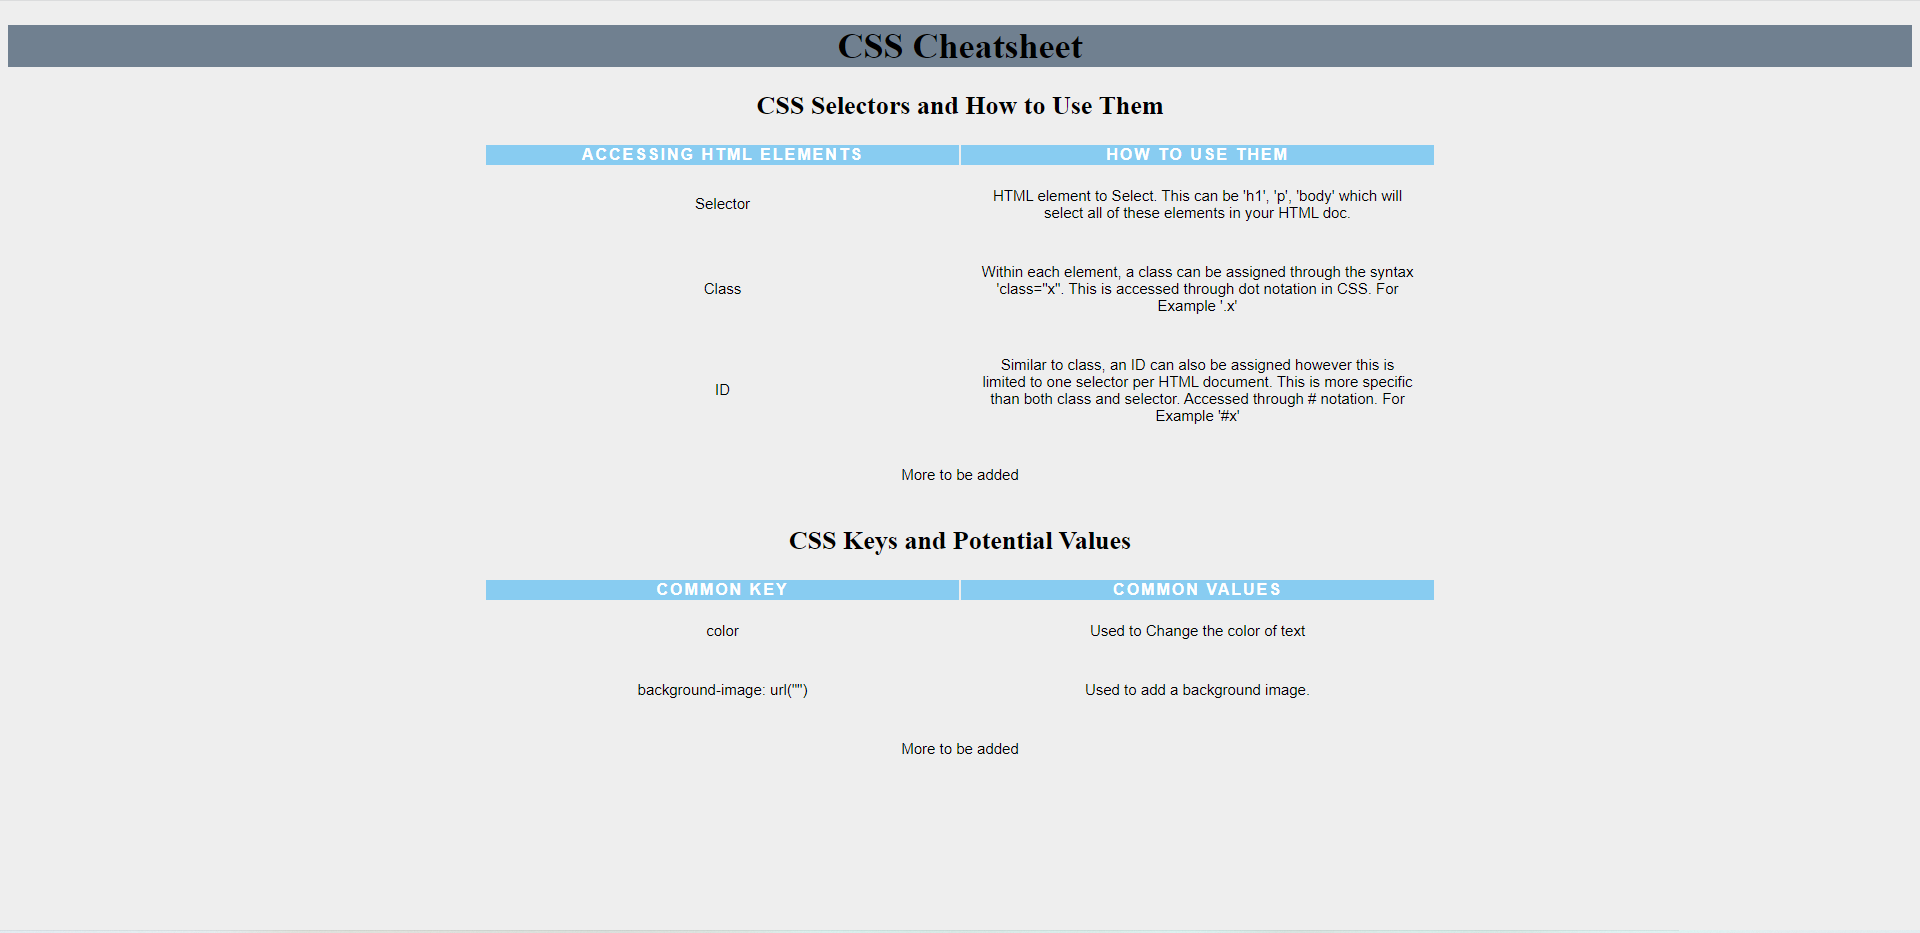 CSS Cheatsheet
CSS Selectors and How to Use Them
ACCESSING HTML ELEMENTS
HOW TO USE THEM
Selector
HTML element to Select. This can be 'h1', 'p', 'body' which will
select all of these elements in your HTML doc.
Class
Within each element, a class can be assigned through the syntax
'class="x". This is accessed through dot notation in CSS. For
Example '.x'
ID
Similar to class, an ID can also be assigned however this is
limited to one selector per HTML document. This is more specific
than both class and selector. Accessed through # notation. For
Example '#x'
More to be added
CSS Keys and Potential Values
COMMON KEY
COMMON VALUES
color
Used to Change the color of text
background-image: url("")
Used to add a background image.
More to be added